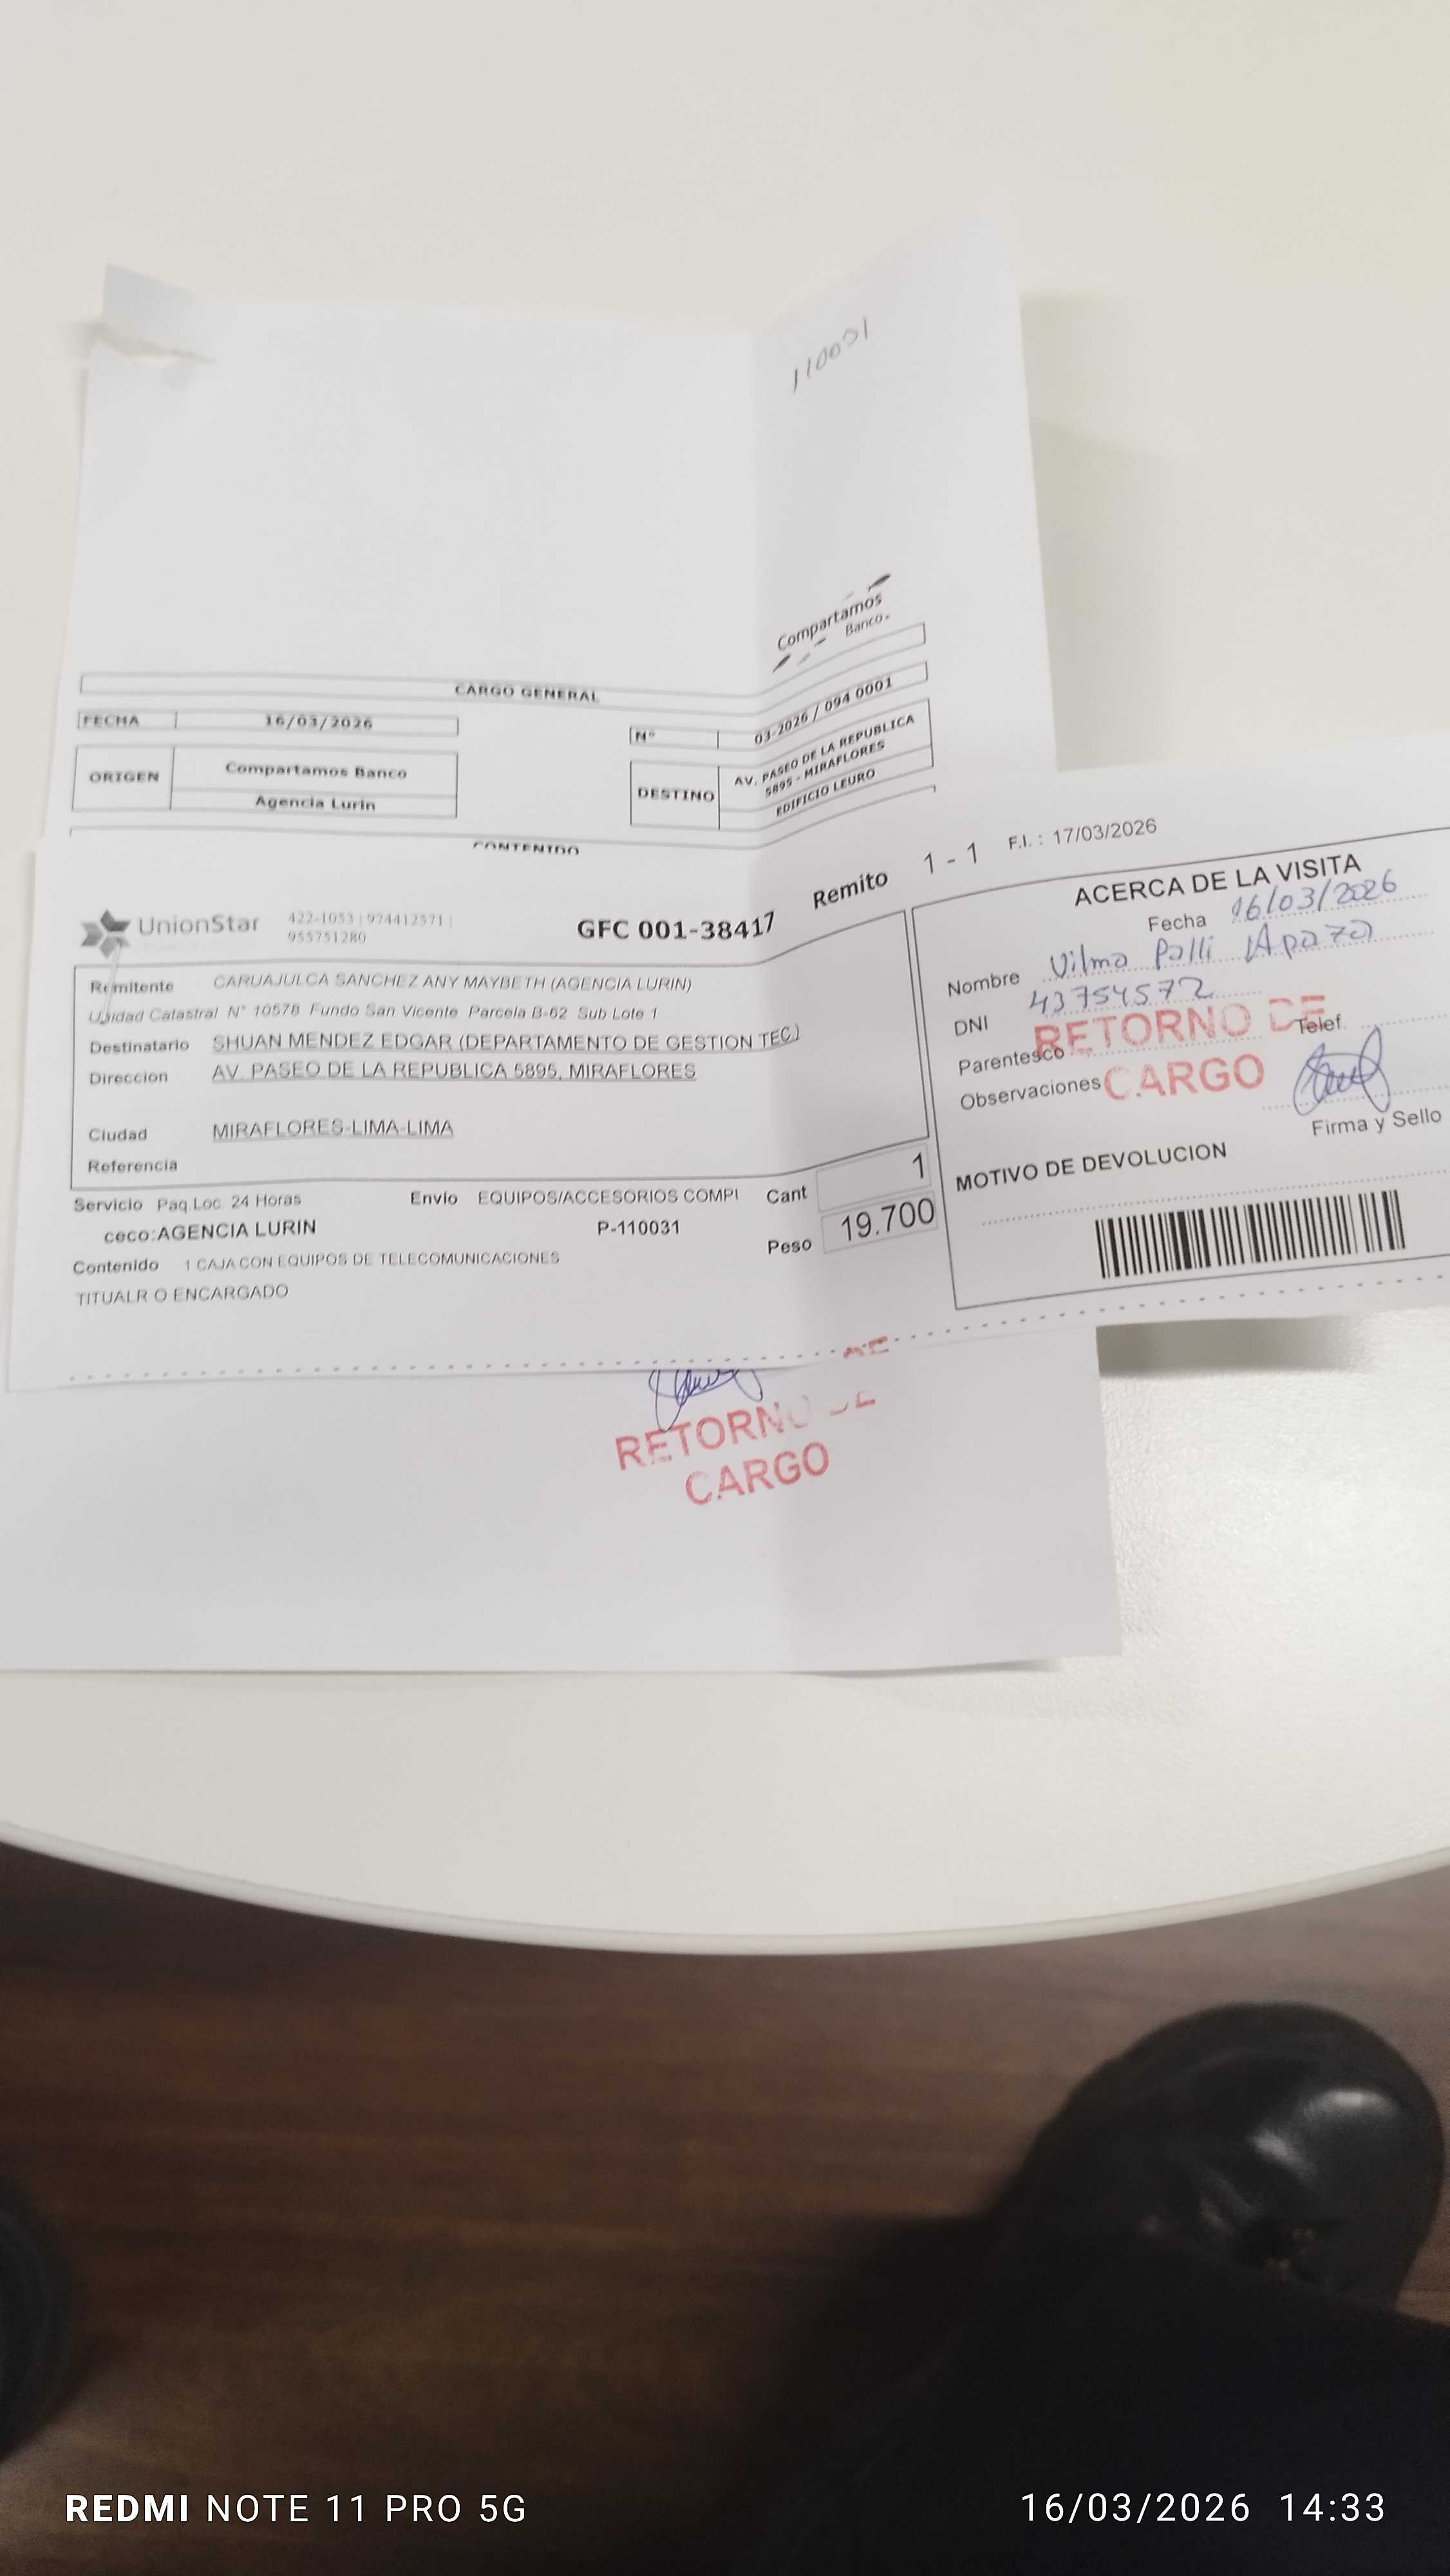 110031
Compartamos
Banco
CARGO GENERAL
FECHA 16/03/2026
N° 03-2026 / 094 0001
ORIGEN Compartamos Banco
Agencia Lurin
DESTINO AV. PASEO DE LA REPUBLICA
5895 - MIRAFLORES
EDIFICIO LEURO
CONTENIDO
UnionStar
422-1053 | 974412571 |
955751280
GFC 001-38417
Remito 1 - 1 F.I. : 17/03/2026
Remitente CARUAJULCA SANCHEZ ANY MAYBETH (AGENCIA LURIN)
Unidad Catastral N° 10578 Fundo San Vicente Parcela B-62 Sub Lote 1
Destinatario SHUAN MENDEZ EDGAR (DEPARTAMENTO DE GESTION TEC.)
Direccion AV. PASEO DE LA REPUBLICA 5895, MIRAFLORES
Ciudad MIRAFLORES-LIMA-LIMA
Referencia
Servicio Paq.Loc. 24 Horas Envio EQUIPOS/ACCESORIOS COMPU Cant 1
ceco:AGENCIA LURIN P-110031 Peso 19.700
Contenido 1 CAJA CON EQUIPOS DE TELECOMUNICACIONES
TITUALR O ENCARGADO
ACERCA DE LA VISITA
Fecha 16/03/2026
Nombre Vilma Palli Apaza
DNI 43754572
Telef.
Parentesco
Observaciones
RETORNO DE
CARGO
Firma y Sello
MOTIVO DE DEVOLUCION
RETORNO DE
CARGO
REDMI NOTE 11 PRO 5G
16/03/2026 14:33